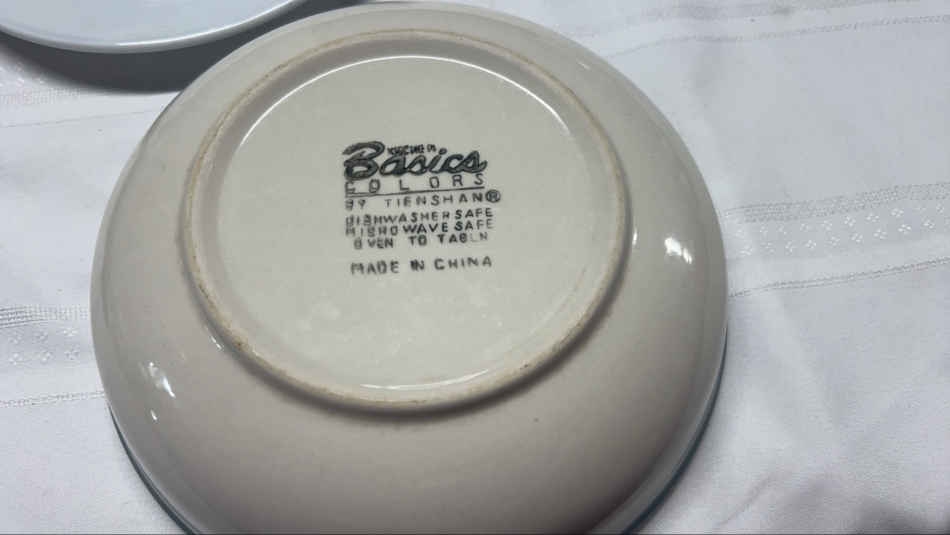 Basics
COLORS
BY TIENSHAN®
DISHWASHER SAFE
MICROWAVE SAFE
OVEN TO TABLE
MADE IN CHINA